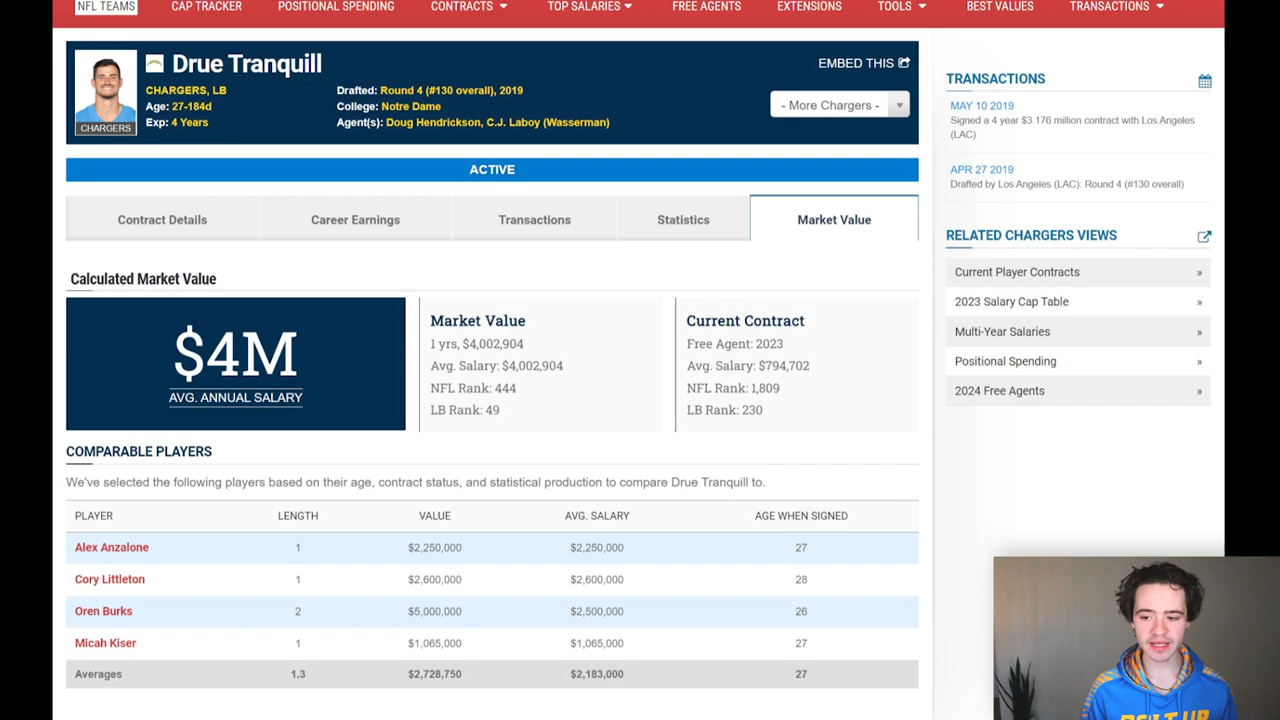 NFL TEAMS CAP TRACKER POSITIONAL SPENDING CONTRACTS TOP SALARIES FREE AGENTS EXTENSIONS TOOLS BEST VALUES TRANSACTIONS
Drue Tranquill
EMBED THIS
CHARGERS, LB
Age: 27-184d
Exp: 4 Years
Drafted: Round 4 (#130 overall), 2019
College: Notre Dame
Agent(s): Doug Hendrickson, C.J. Laboy (Wasserman)
- More Chargers -
CHARGERS
ACTIVE
Contract Details Career Earnings Transactions Statistics Market Value
Calculated Market Value
$4M
AVG. ANNUAL SALARY
Market Value
1 yrs, $4,002,904
Avg. Salary: $4,002,904
NFL Rank: 444
LB Rank: 49
Current Contract
Free Agent: 2023
Avg. Salary: $794,702
NFL Rank: 1,809
LB Rank: 230
COMPARABLE PLAYERS
We've selected the following players based on their age, contract status, and statistical production to compare Drue Tranquill to.
PLAYER LENGTH VALUE AVG. SALARY AGE WHEN SIGNED
Alex Anzalone 1 $2,250,000 $2,250,000 27
Cory Littleton 1 $2,600,000 $2,600,000 28
Oren Burks 2 $5,000,000 $2,500,000 26
Micah Kiser 1 $1,065,000 $1,065,000 27
Averages 1.3 $2,728,750 $2,183,000 27
TRANSACTIONS
MAY 10 2019
Signed a 4 year $3.176 million contract with Los Angeles
(LAC)
APR 27 2019
Drafted by Los Angeles (LAC): Round 4 (#130 overall)
RELATED CHARGERS VIEWS
Current Player Contracts »
2023 Salary Cap Table »
Multi-Year Salaries »
Positional Spending »
2024 Free Agents »